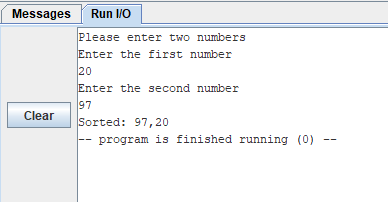 Messages Run I/O
Please enter two numbers
Enter the first number
20
Enter the second number
97
Clear
Sorted: 97,20
-- program is finished running (0) --